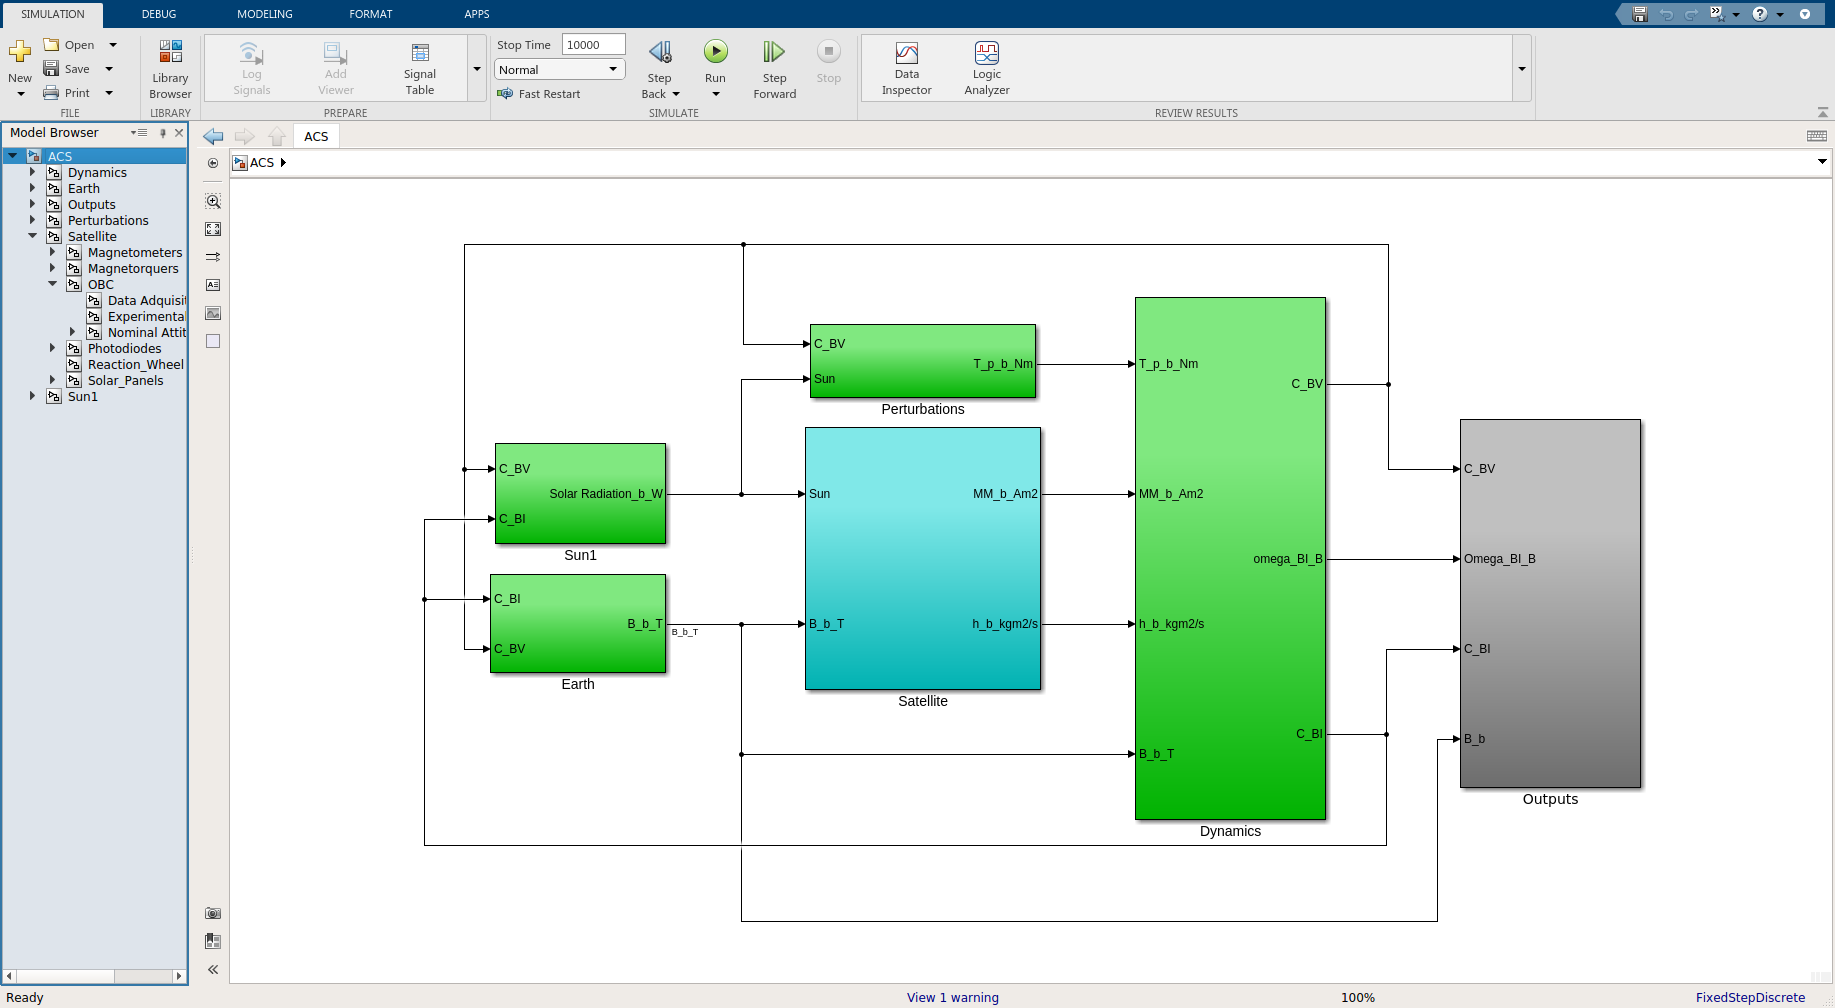 SIMULATION
DEBUG
MODELING
FORMAT
APPS
New
Open
Save
Print
FILE
Library
Browser
LIBRARY
Log
Signals
Add
Viewer
Signal
Table
PREPARE
Stop Time
10000
Normal
Fast Restart
Step
Back
Run
Step
Forward
Stop
SIMULATE
Data
Inspector
Logic
Analyzer
REVIEW RESULTS
Model Browser
ACS
Dynamics
Earth
Outputs
Perturbations
Satellite
Magnetometers
Magnetorquers
OBC
Data Adquisit
Experimenta
Nominal Attit
Photodiodes
Reaction_Wheel
Solar_Panels
Sun1
ACS
ACS
C_BV
Sun
T_p_b_Nm
Perturbations
C_BV
Solar Radiation_b_W
C_BI
Sun1
C_BI
B_b_T
C_BV
Earth
B_b_T
Sun
MM_b_Am2
B_b_T
h_b_kgm2/s
Satellite
T_p_b_Nm
C_BV
MM_b_Am2
omega_BI_B
h_b_kgm2/s
C_BI
B_b_T
Dynamics
C_BV
Omega_BI_B
C_BI
B_b
Outputs
Ready
View 1 warning
100%
FixedStepDiscrete